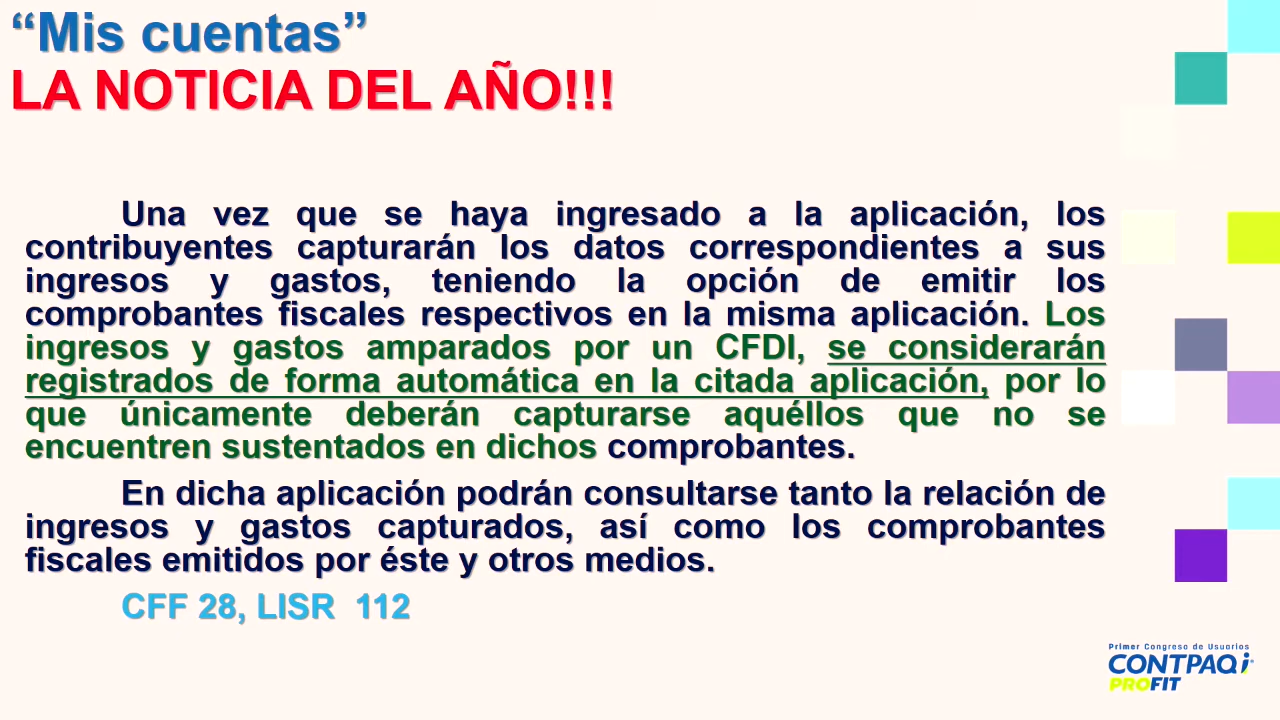 “Mis cuentas”
LA NOTICIA DEL AÑO!!!
Una vez que se haya ingresado a la aplicación, los
contribuyentes capturarán los datos correspondientes a sus
ingresos y gastos, teniendo la opción de emitir los
comprobantes fiscales respectivos en la misma aplicación. Los
ingresos y gastos amparados por un CFDI, se considerarán
registrados de forma automática en la citada aplicación, por lo
que únicamente deberán capturarse aquéllos que no se
encuentren sustentados en dichos comprobantes.
En dicha aplicación podrán consultarse tanto la relación de
ingresos y gastos capturados, así como los comprobantes
fiscales emitidos por éste y otros medios.
CFF 28, LISR 112
Primer Congreso de Usuarios
CONTPAQi
PROFIT